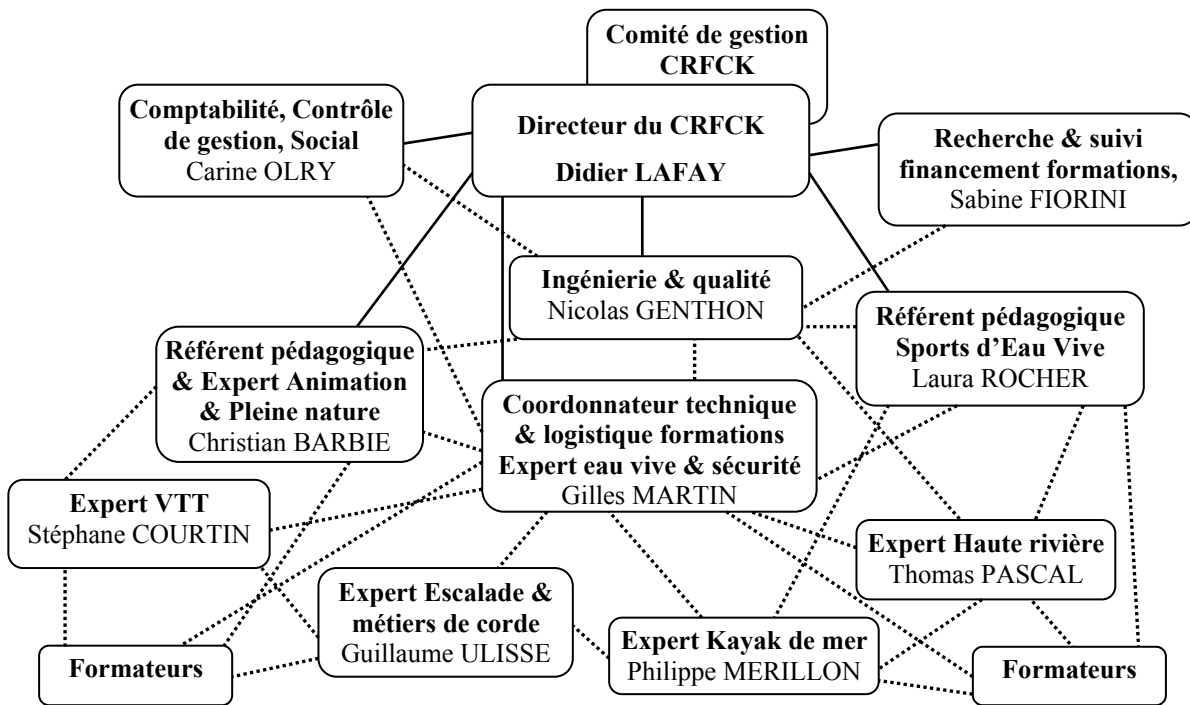 Comité de gestion
CRFCK
Comptabilité, Contrôle
de gestion, Social
Carine OLRY
Directeur du CRFCK
Didier LAFAY
Recherche & suivi
financement formations,
Sabine FIORINI
Ingénierie & qualité
Nicolas GENTHON
Référent pédagogique
Sports d’Eau Vive
Laura ROCHER
Référent pédagogique
& Expert Animation
& Pleine nature
Christian BARBIE
Coordonnateur technique
& logistique formations
Expert eau vive & sécurité
Gilles MARTIN
Expert VTT
Stéphane COURTIN
Expert Haute rivière
Thomas PASCAL
Expert Escalade &
métiers de corde
Guillaume ULISSE
Expert Kayak de mer
Philippe MERILLON
Formateurs
Formateurs